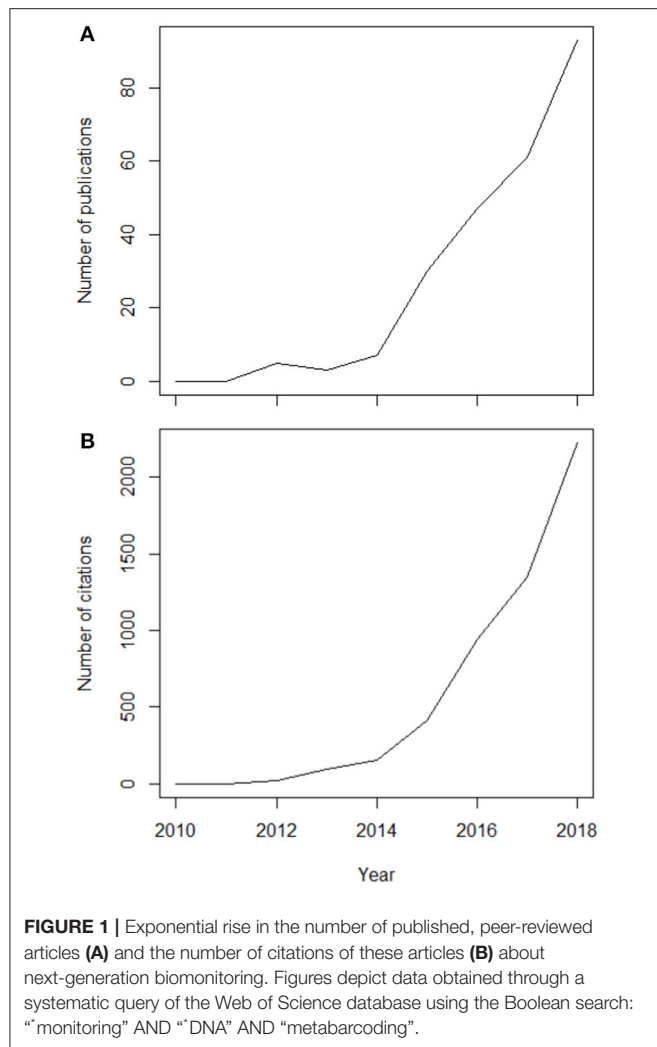 A
Number of publications
80
60
40
20
0
B
Number of citations
2000
1500
1000
500
0
2010 2012 2014 2016 2018
Year
FIGURE 1 | Exponential rise in the number of published, peer-reviewed
articles (A) and the number of citations of these articles (B) about
next-generation biomonitoring. Figures depict data obtained through a
systematic query of the Web of Science database using the Boolean search:
“*monitoring” AND “*DNA” AND “metabarcoding”.